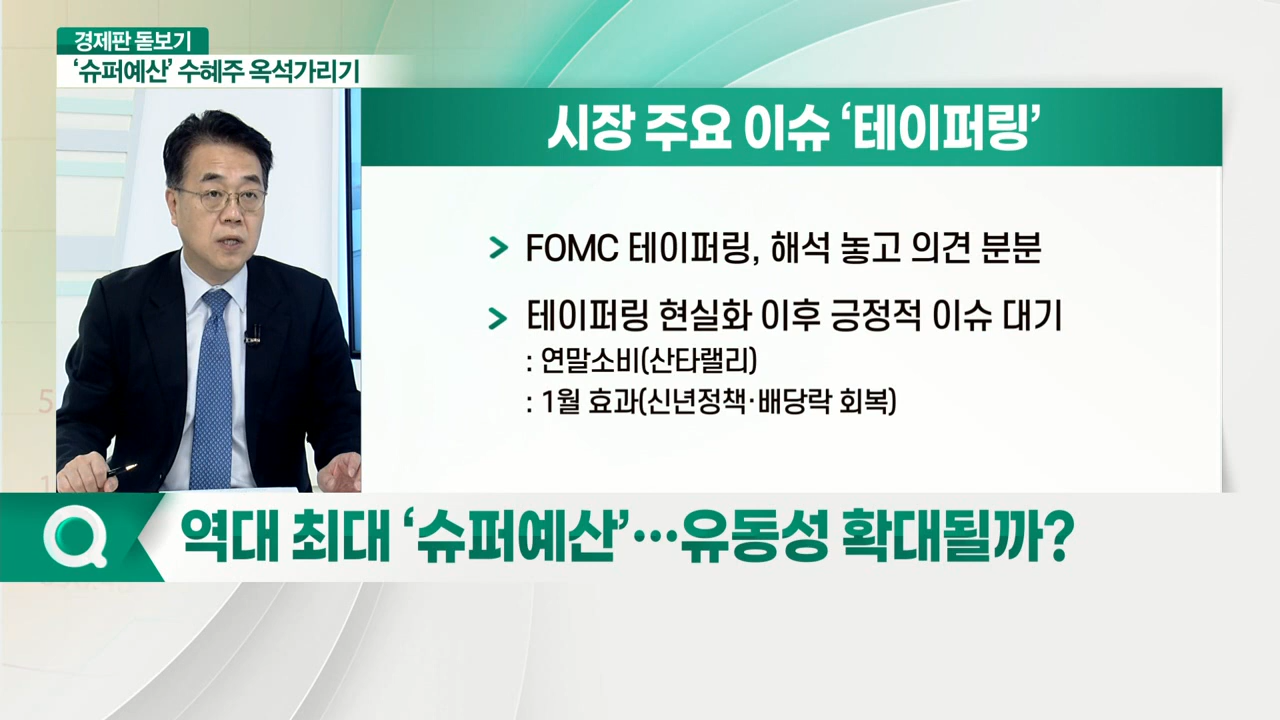 경제판 돋보기
‘슈퍼예산’ 수혜주 옥석가리기
시장 주요 이슈 ‘테이퍼링’
> FOMC 테이퍼링, 해석 놓고 의견 분분
> 테이퍼링 현실화 이후 긍정적 이슈 대기
: 연말소비(산타랠리)
: 1월 효과(신년정책·배당락 회복)
역대 최대 ‘슈퍼예산’…유동성 확대될까?